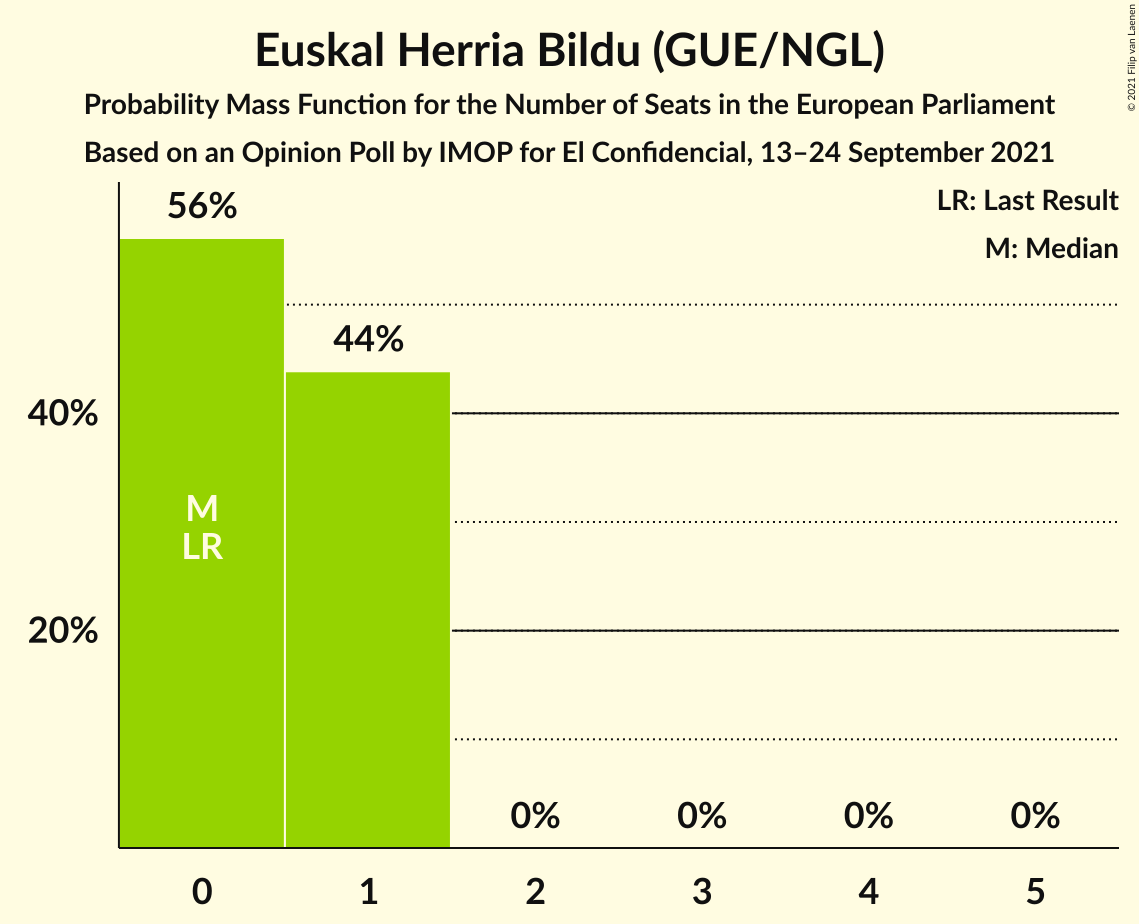 Euskal Herria Bildu (GUE/NGL)
Probability Mass Function for the Number of Seats in the European Parliament
Based on an Opinion Poll by IMOP for El Confidencial, 13–24 September 2021
© 2021 Filip van Laenen
LR: Last Result
M: Median
56%
44%
40%
M
LR
20%
0% 0% 0% 0%
0 1 2 3 4 5